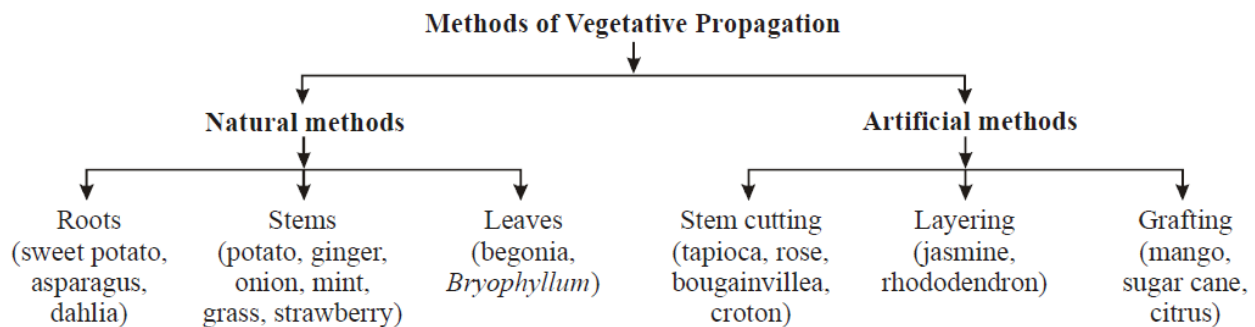 Methods of Vegetative Propagation
Natural methods
Artificial methods
Roots
(sweet potato,
asparagus,
dahlia)
Stems
(potato, ginger,
onion, mint,
grass, strawberry)
Leaves
(begonia,
Bryophyllum)
Stem cutting
(tapioca, rose,
bougainvillea,
croton)
Layering
(jasmine,
rhododendron)
Grafting
(mango,
sugar cane,
citrus)